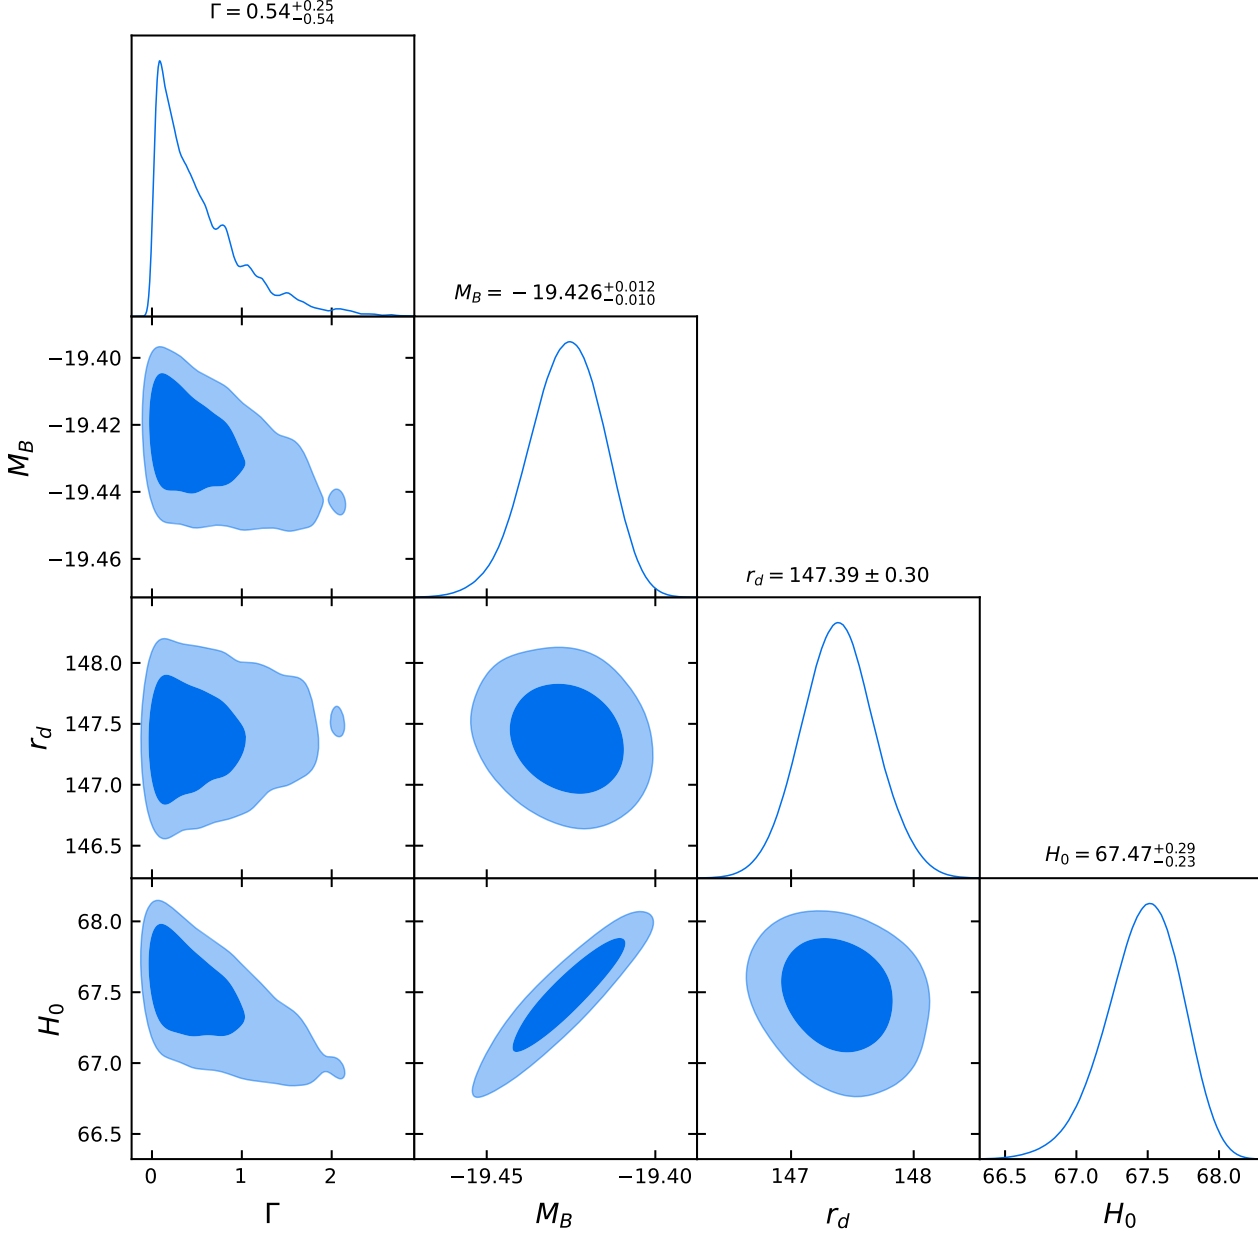 Γ = 0.54^{+0.25}_{−0.54}
M_B = −19.426^{+0.012}_{−0.010}
−19.40
−19.42
−19.44
−19.46
M_B
r_d = 147.39 ± 0.30
148.0
147.5
147.0
146.5
r_d
H_0 = 67.47^{+0.29}_{−0.23}
68.0
67.5
67.0
66.5
H_0
0 1 2 −19.45 −19.40 147 148 66.5 67.0 67.5 68.0
Γ M_B r_d H_0